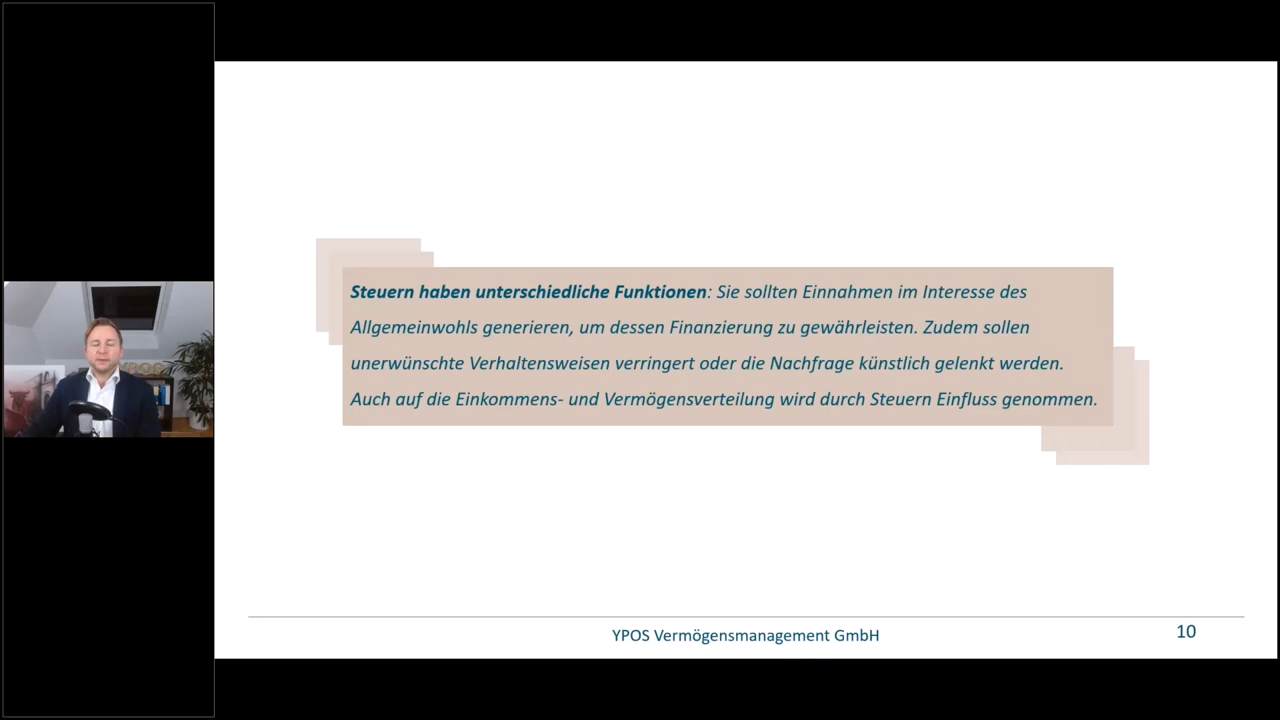 Steuern haben unterschiedliche Funktionen: Sie sollten Einnahmen im Interesse des
Allgemeinwohls generieren, um dessen Finanzierung zu gewährleisten. Zudem sollen
unerwünschte Verhaltensweisen verringert oder die Nachfrage künstlich gelenkt werden.
Auch auf die Einkommens- und Vermögensverteilung wird durch Steuern Einfluss genommen.
YPOS Vermögensmanagement GmbH
10